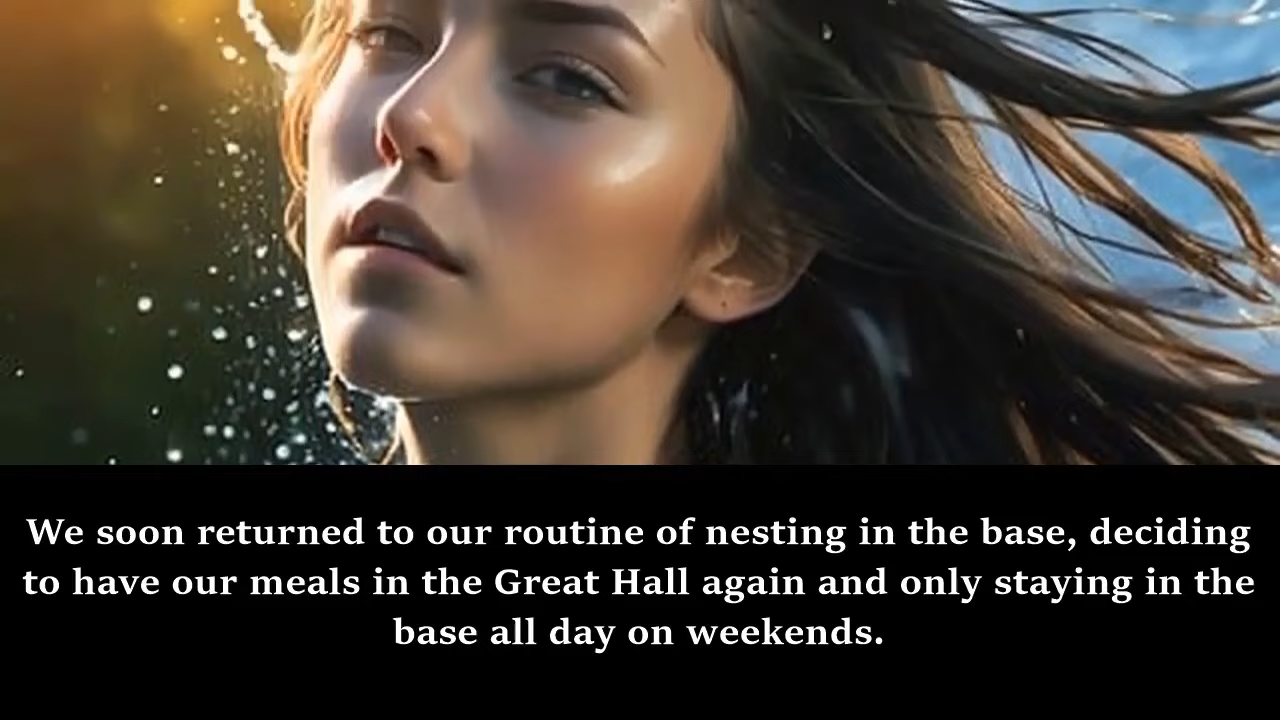 We soon returned to our routine of nesting in the base, deciding
to have our meals in the Great Hall again and only staying in the
base all day on weekends.